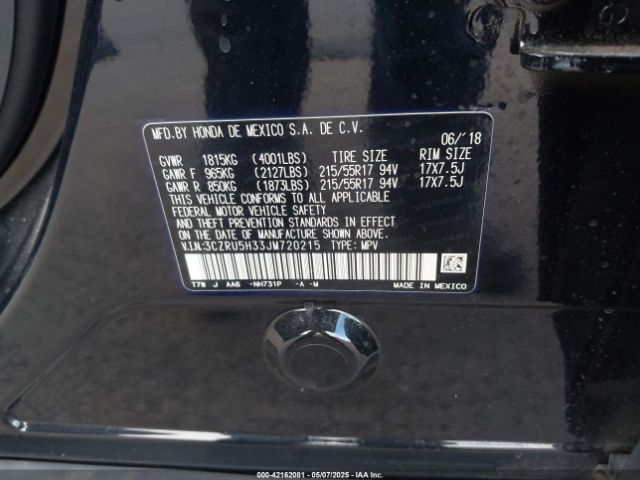 MFD.BY HONDA DE MEXICO S.A. DE C.V.
06/'18
GVWR 1815KG (4001LBS) TIRE SIZE RIM SIZE
GAWR F 965KG (2127LBS) 215/55R17 94V 17X7.5J
GAWR R 850KG (1873LBS) 215/55R17 94V 17X7.5J
THIS VEHICLE CONFORMS TO ALL APPLICABLE
FEDERAL MOTOR VEHICLE SAFETY
AND THEFT PREVENTION STANDARDS IN EFFECT
ON THE DATE OF MANUFACTURE SHOWN ABOVE.
V.I.N:3CZRU5H33JM720215 TYPE: MPV
T7W J AA6 -NH731P -A -M MADE IN MEXICO
00-42162081 - 05/07/2025 - IAA Inc.